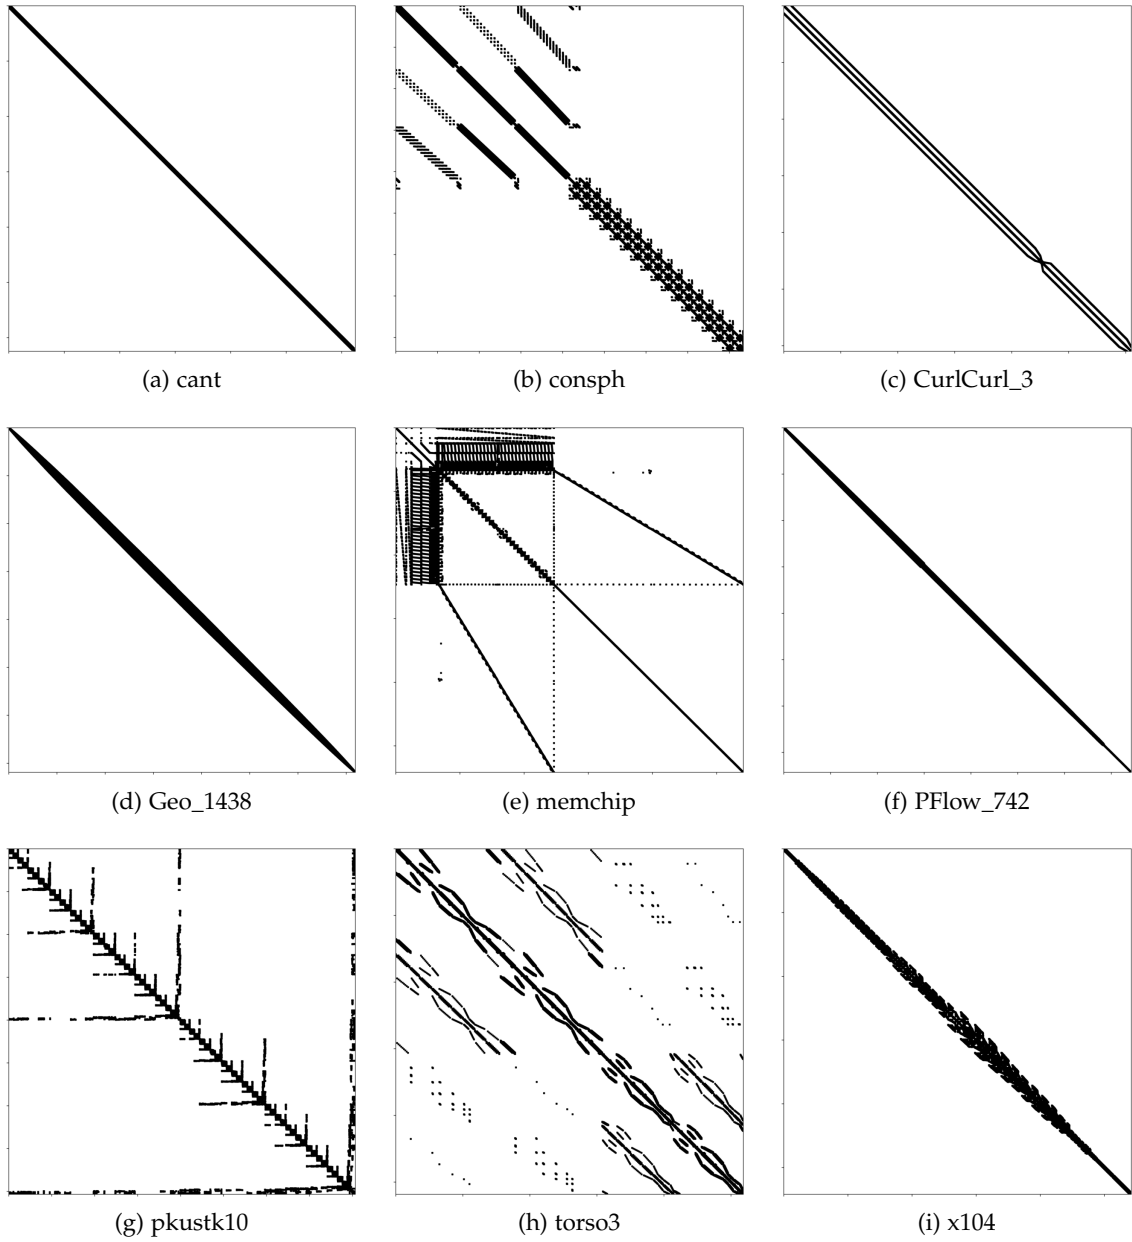 (a) cant
(b) consph
(c) CurlCurl_3
(d) Geo_1438
(e) memchip
(f) PFlow_742
(g) pkustk10
(h) torso3
(i) x104